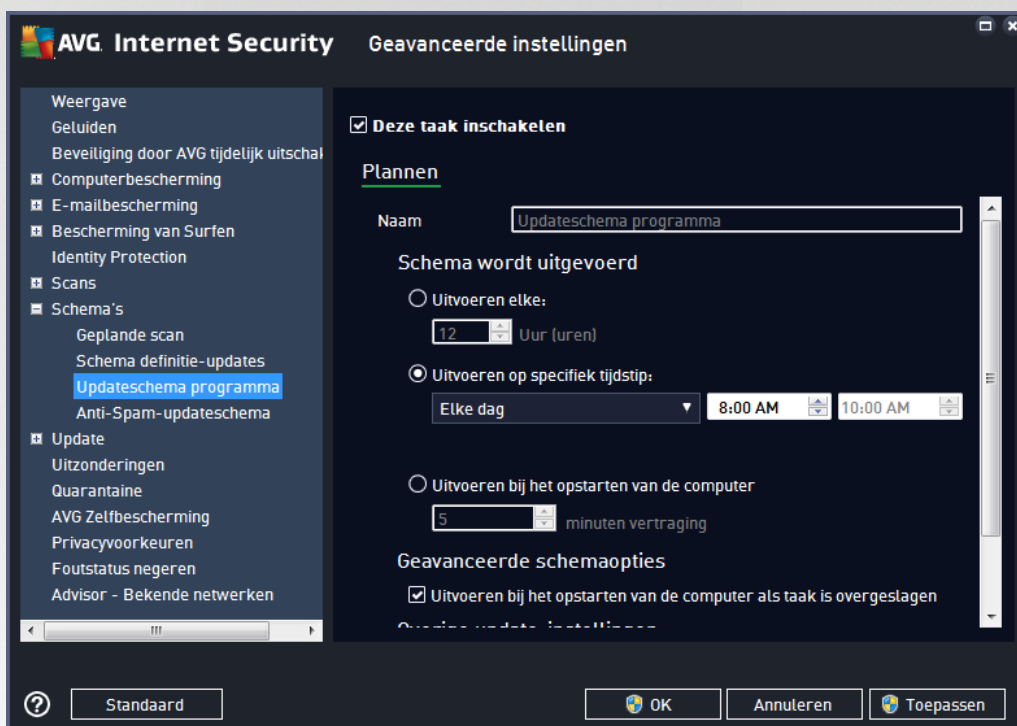 AVG. Internet Security Geavanceerde instellingen
Weergave
Geluiden
Beveiliging door AVG tijdelijk uitschak
Computerbescherming
E-mailbescherming
Bescherming van Surfen
Identity Protection
Scans
Schema's
Geplande scan
Schema definitie-updates
Updateschema programma
Anti-Spam-updateschema
Update
Uitzonderingen
Quarantaine
AVG Zelfbescherming
Privacyvoorkeuren
Foutstatus negeren
Advisor - Bekende netwerken
Deze taak inschakelen
Plannen
Naam Updateschema programma
Schema wordt uitgevoerd
Uitvoeren elke:
12 Uur (uren)
Uitvoeren op specifiek tijdstip:
Elke dag 8:00 AM 10:00 AM
Uitvoeren bij het opstarten van de computer
5 minuten vertraging
Geavanceerde schemaopties
Uitvoeren bij het opstarten van de computer als taak is overgeslagen
Overige update-instellingen
Standaard OK Annuleren Toepassen